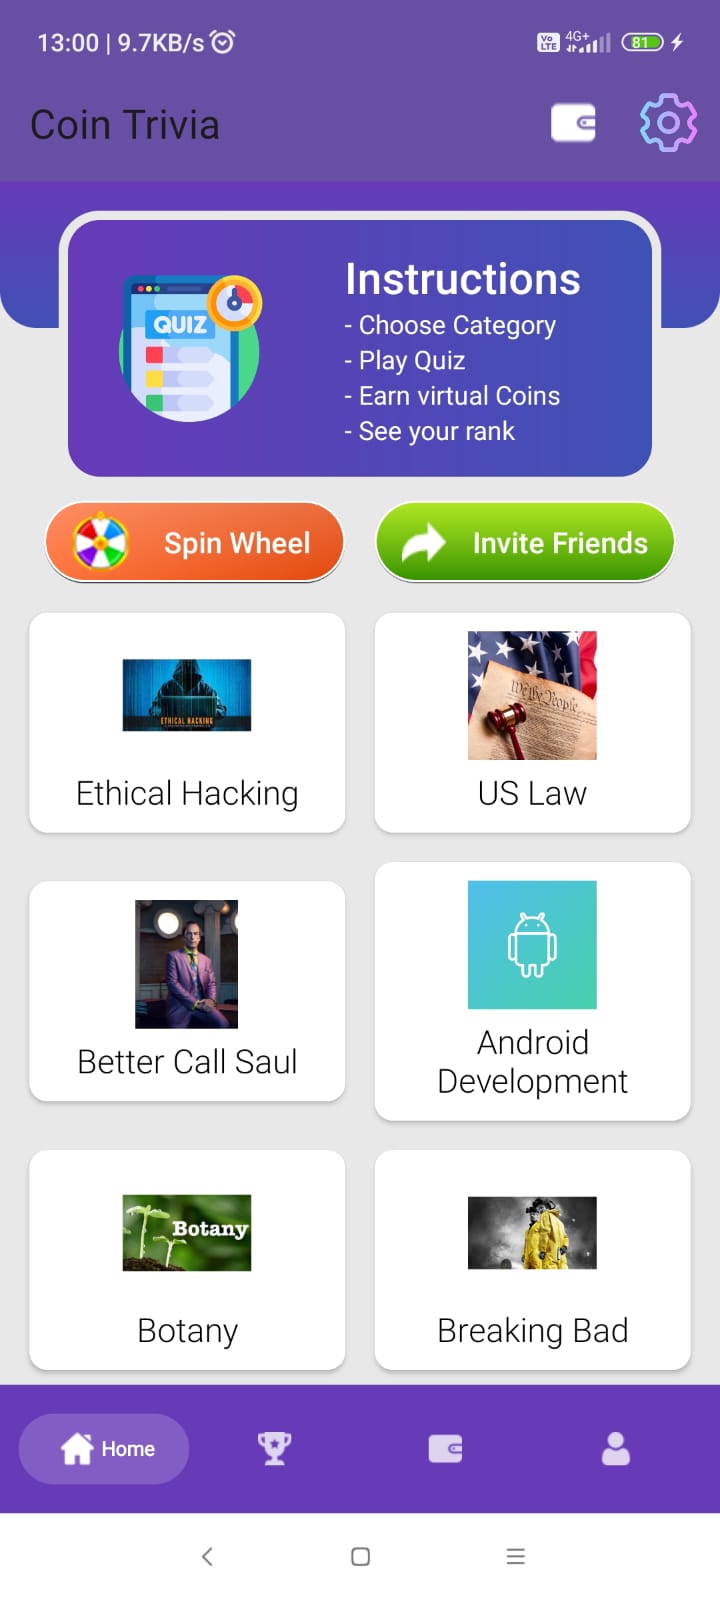 13:00 | 9.7KB/s
Vo LTE 4G+ 81
Coin Trivia
QUIZ
Instructions
- Choose Category
- Play Quiz
- Earn virtual Coins
- See your rank
Spin Wheel
Invite Friends
ETHICAL HACKING
Ethical Hacking
We the People
US Law
Better Call Saul
Android
Development
Botany
Botany
Breaking Bad
Home